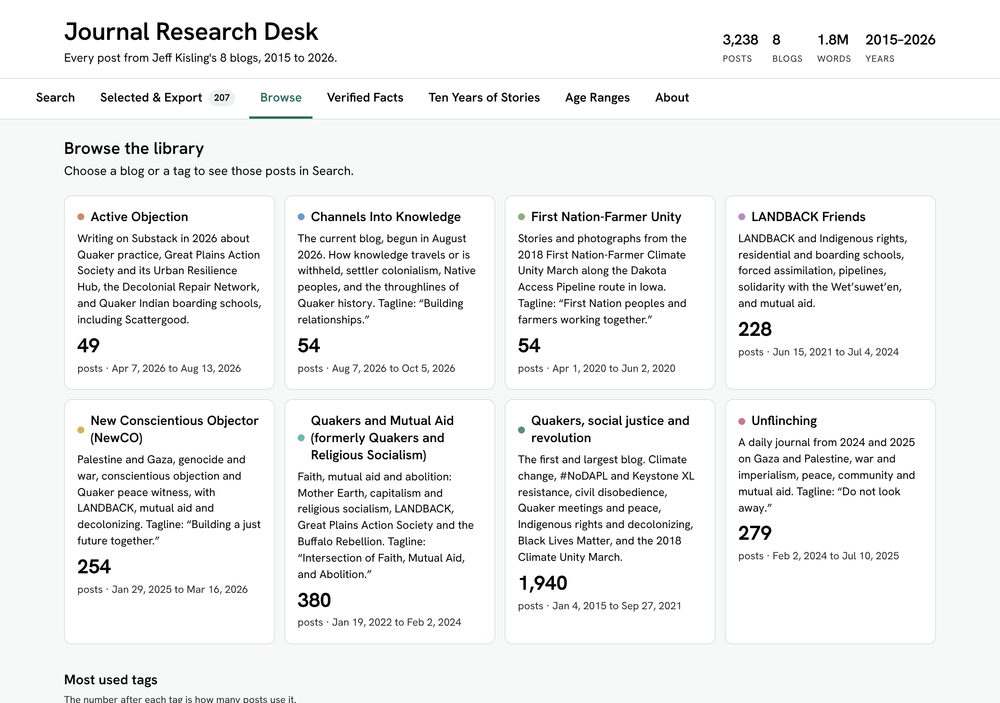 Journal Research Desk
Every post from Jeff Kisling's 8 blogs, 2015 to 2026.
3,238 8 1.8M 2015–2026
POSTS BLOGS WORDS YEARS
Search Selected & Export 207 Browse Verified Facts Ten Years of Stories Age Ranges About
Browse the library
Choose a blog or a tag to see those posts in Search.
Active Objection
Writing on Substack in 2026 about
Quaker practice, Great Plains Action
Society and its Urban Resilience
Hub, the Decolonial Repair Network,
and Quaker Indian boarding schools,
including Scattergood.
49
posts · Apr 7, 2026 to Aug 13, 2026
Channels Into Knowledge
The current blog, begun in August
2026. How knowledge travels or is
withheld, settler colonialism, Native
peoples, and the throughlines of
Quaker history. Tagline: “Building
relationships.”
54
posts · Aug 7, 2026 to Oct 5, 2026
First Nation-Farmer Unity
Stories and photographs from the
2018 First Nation-Farmer Climate
Unity March along the Dakota
Access Pipeline route in Iowa.
Tagline: “First Nation peoples and
farmers working together.”
54
posts · Apr 1, 2020 to Jun 2, 2020
LANDBACK Friends
LANDBACK and Indigenous rights,
residential and boarding schools,
forced assimilation, pipelines,
solidarity with the Wet’suwet’en,
and mutual aid.
228
posts · Jun 15, 2021 to Jul 4, 2024
New Conscientious Objector
(NewCO)
Palestine and Gaza, genocide and
war, conscientious objection and
Quaker peace witness, with
LANDBACK, mutual aid and
decolonizing. Tagline: “Building a just
future together.”
254
posts · Jan 29, 2025 to Mar 16, 2026
Quakers and Mutual Aid
(formerly Quakers and
Religious Socialism)
Faith, mutual aid and abolition:
Mother Earth, capitalism and
religious socialism, LANDBACK,
Great Plains Action Society and the
Buffalo Rebellion. Tagline:
“Intersection of Faith, Mutual Aid,
and Abolition.”
380
posts · Jan 19, 2022 to Feb 2, 2024
Quakers, social justice and
revolution
The first and largest blog. Climate
change, #NoDAPL and Keystone XL
resistance, civil disobedience,
Quaker meetings and peace,
Indigenous rights and decolonizing,
Black Lives Matter, and the 2018
Climate Unity March.
1,940
posts · Jan 4, 2015 to Sep 27, 2021
Unflinching
A daily journal from 2024 and 2025
on Gaza and Palestine, war and
imperialism, peace, community and
mutual aid. Tagline: “Do not look
away.”
279
posts · Feb 2, 2024 to Jul 10, 2025
Most used tags
The number after each tag is how many posts use it.